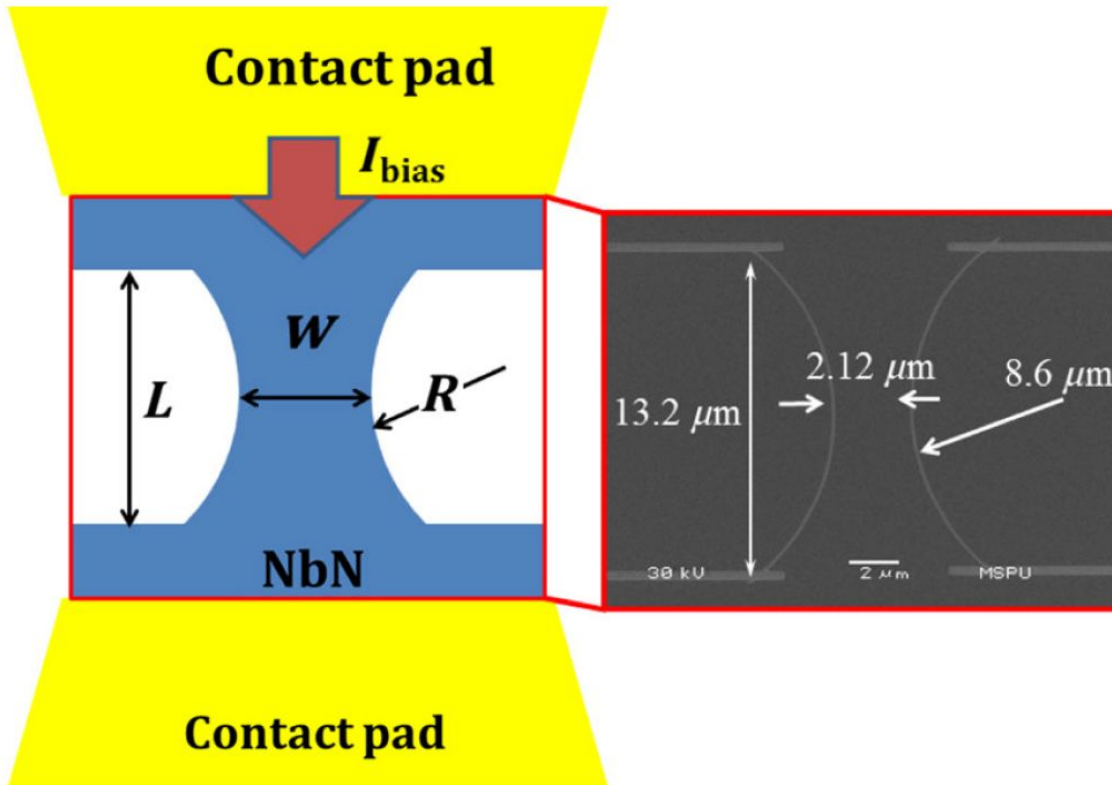 Contact pad
I_bias
W
L
R
NbN
Contact pad
2.12 μm
8.6 μm
13.2 μm
30 kV
2 μm
MSPU